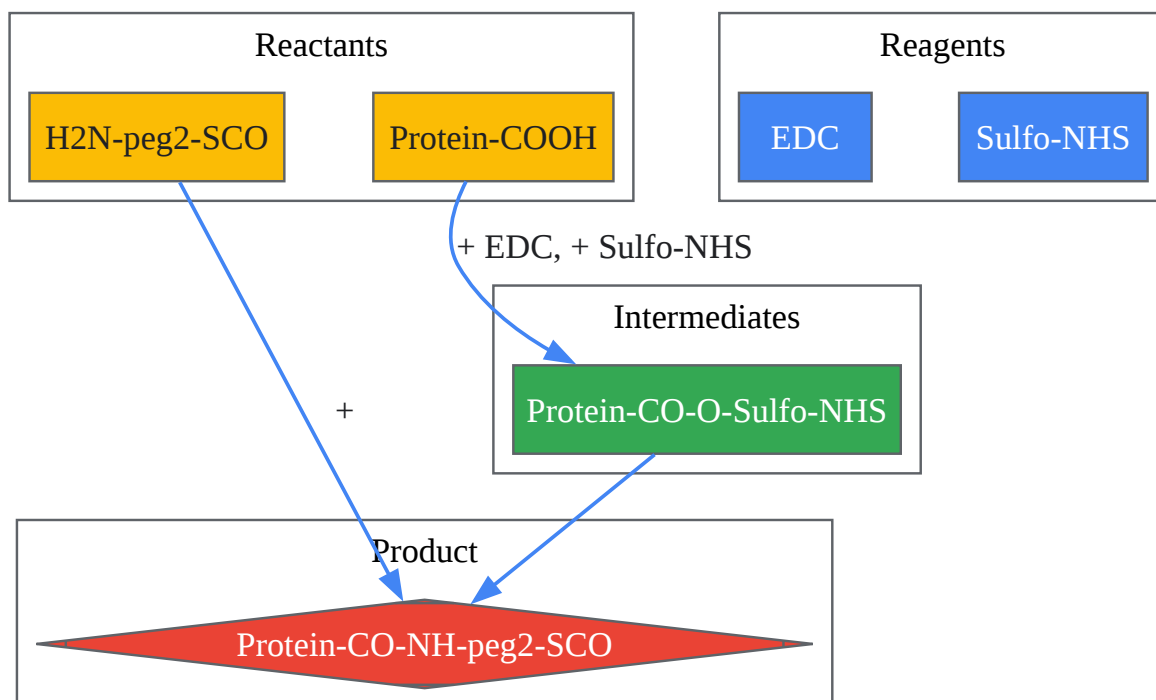 Reactants
Reagents
H2N-peg2-SCO
Protein-COOH
EDC
Sulfo-NHS
+ EDC, + Sulfo-NHS
Intermediates
Protein-CO-O-Sulfo-NHS
+
Product
Protein-CO-NH-peg2-SCO